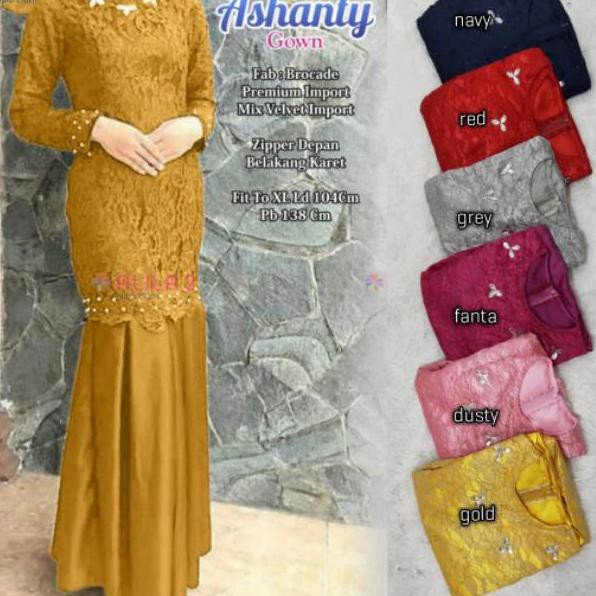 Ashanty
Gown
Fab : Brocade
Premium Import
Mix Velvet Import
Zipper Depan
Belakang Karet
Fit To XL Ld 104Cm
Pb 138 Cm
navy
red
grey
fanta
dusty
gold